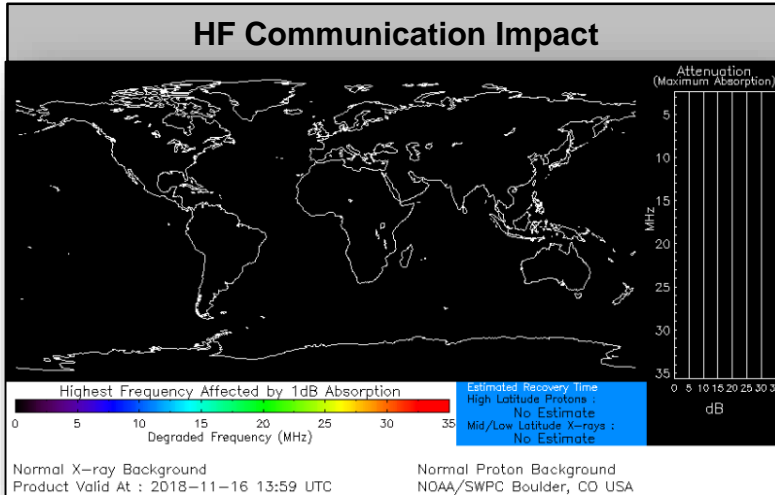 HF Communication Impact
Attenuation
(Maximum Absorption)
5
10
15
20
25
30
35
MHz
0 5 10 15 20 25 30 3
dB
Highest Frequency Affected by 1dB Absorption
0 5 10 15 20 25 30 35
Degraded Frequency (MHz)
Estimated Recovery Time
High Latitude Protons :
No Estimate
Mid/Low Latitude X-rays :
No Estimate
Normal X-ray Background
Product Valid At : 2018-11-16 13:59 UTC
Normal Proton Background
NOAA/SWPC Boulder, CO USA